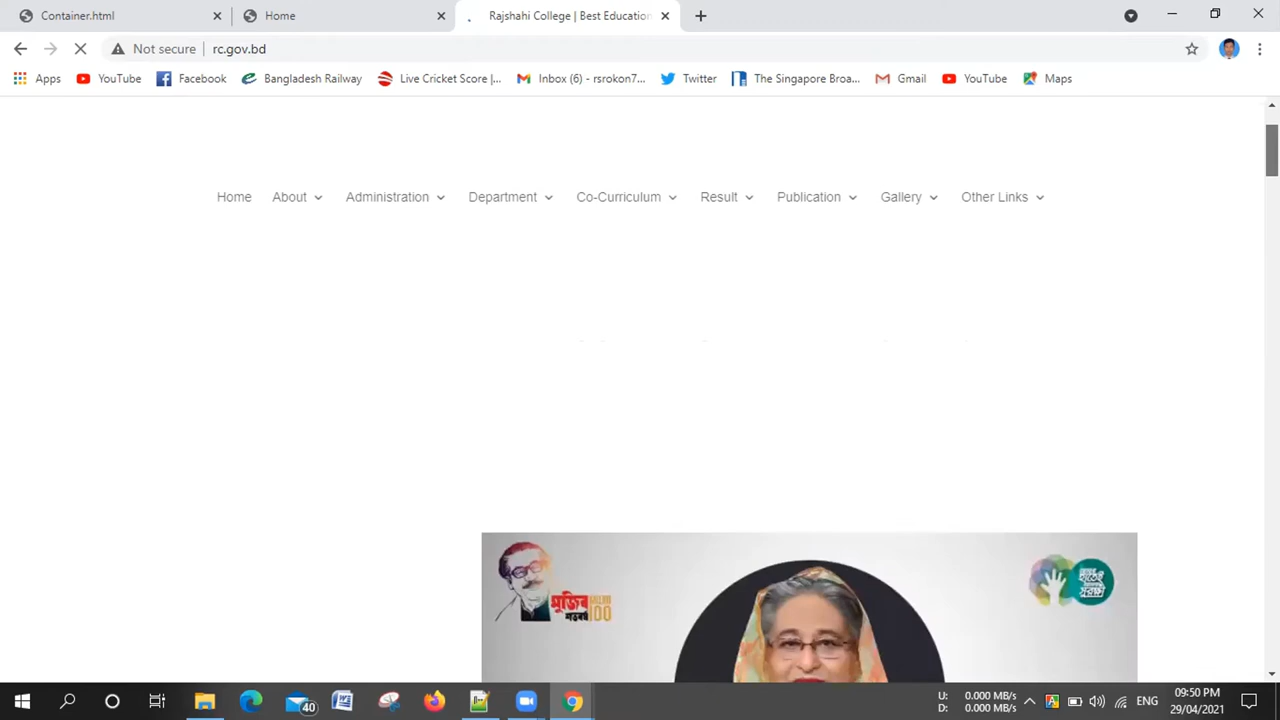 Container.html
Home
Rajshahi College | Best Education
Not secure
rc.gov.bd
Apps
YouTube
Facebook
Bangladesh Railway
Live Cricket Score |...
Inbox (6) - rsrokon7...
Twitter
The Singapore Broa...
Gmail
YouTube
Maps
Home
About
Administration
Department
Co-Curriculum
Result
Publication
Gallery
Other Links
মুজিব
শতবর্ষ
100
40
U: 0.000 MB/s
D: 0.000 MB/s
ENG
09:50 PM
29/04/2021